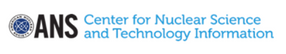 ANS Center for Nuclear Science
and Technology Information